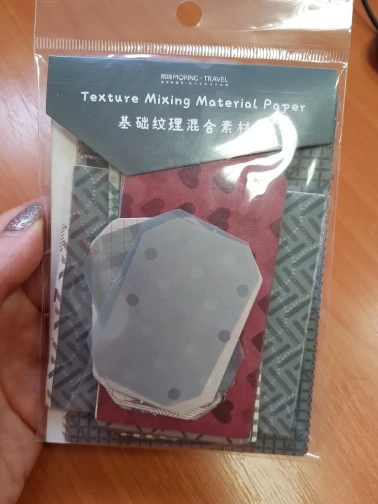 MOKING·TRAVEL
Texture Mixing Material Paper
基础纹理混合素材